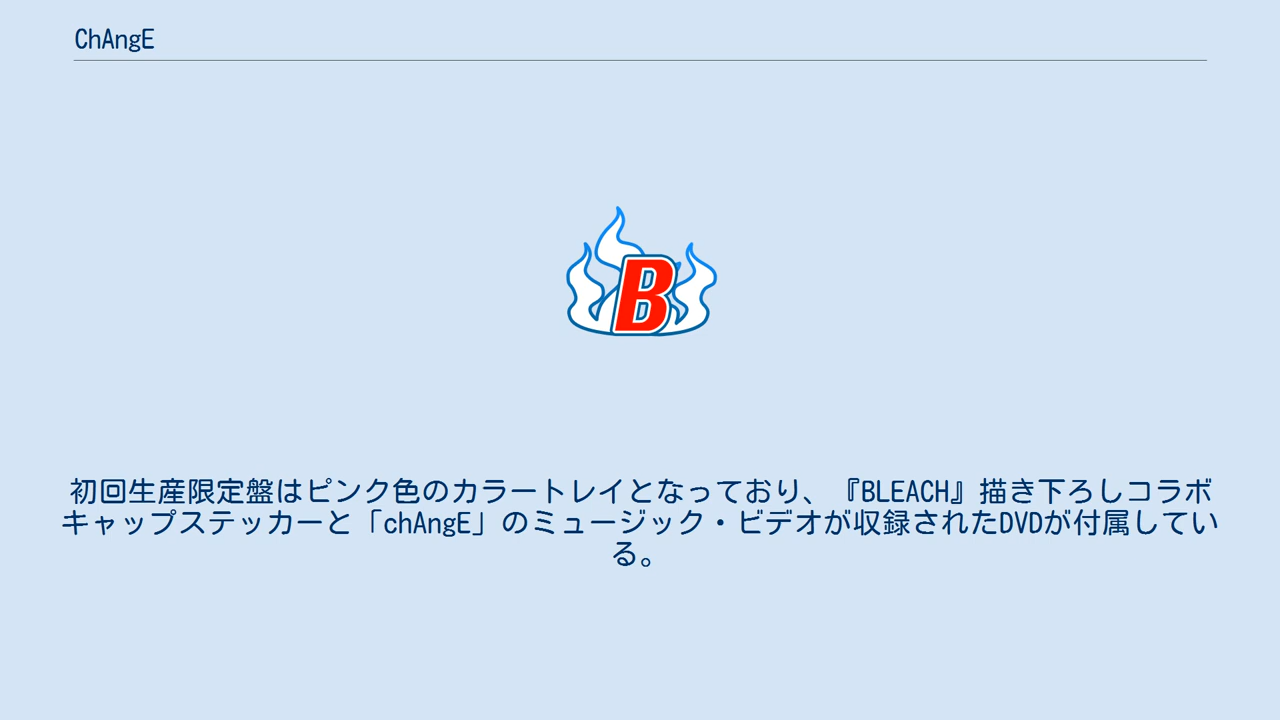 ChAngE
B
初回生産限定盤はピンク色のカラートレイとなっており、『BLEACH』描き下ろしコラボ
キャップステッカーと「chAngE」のミュージック・ビデオが収録されたDVDが付属してい
る。